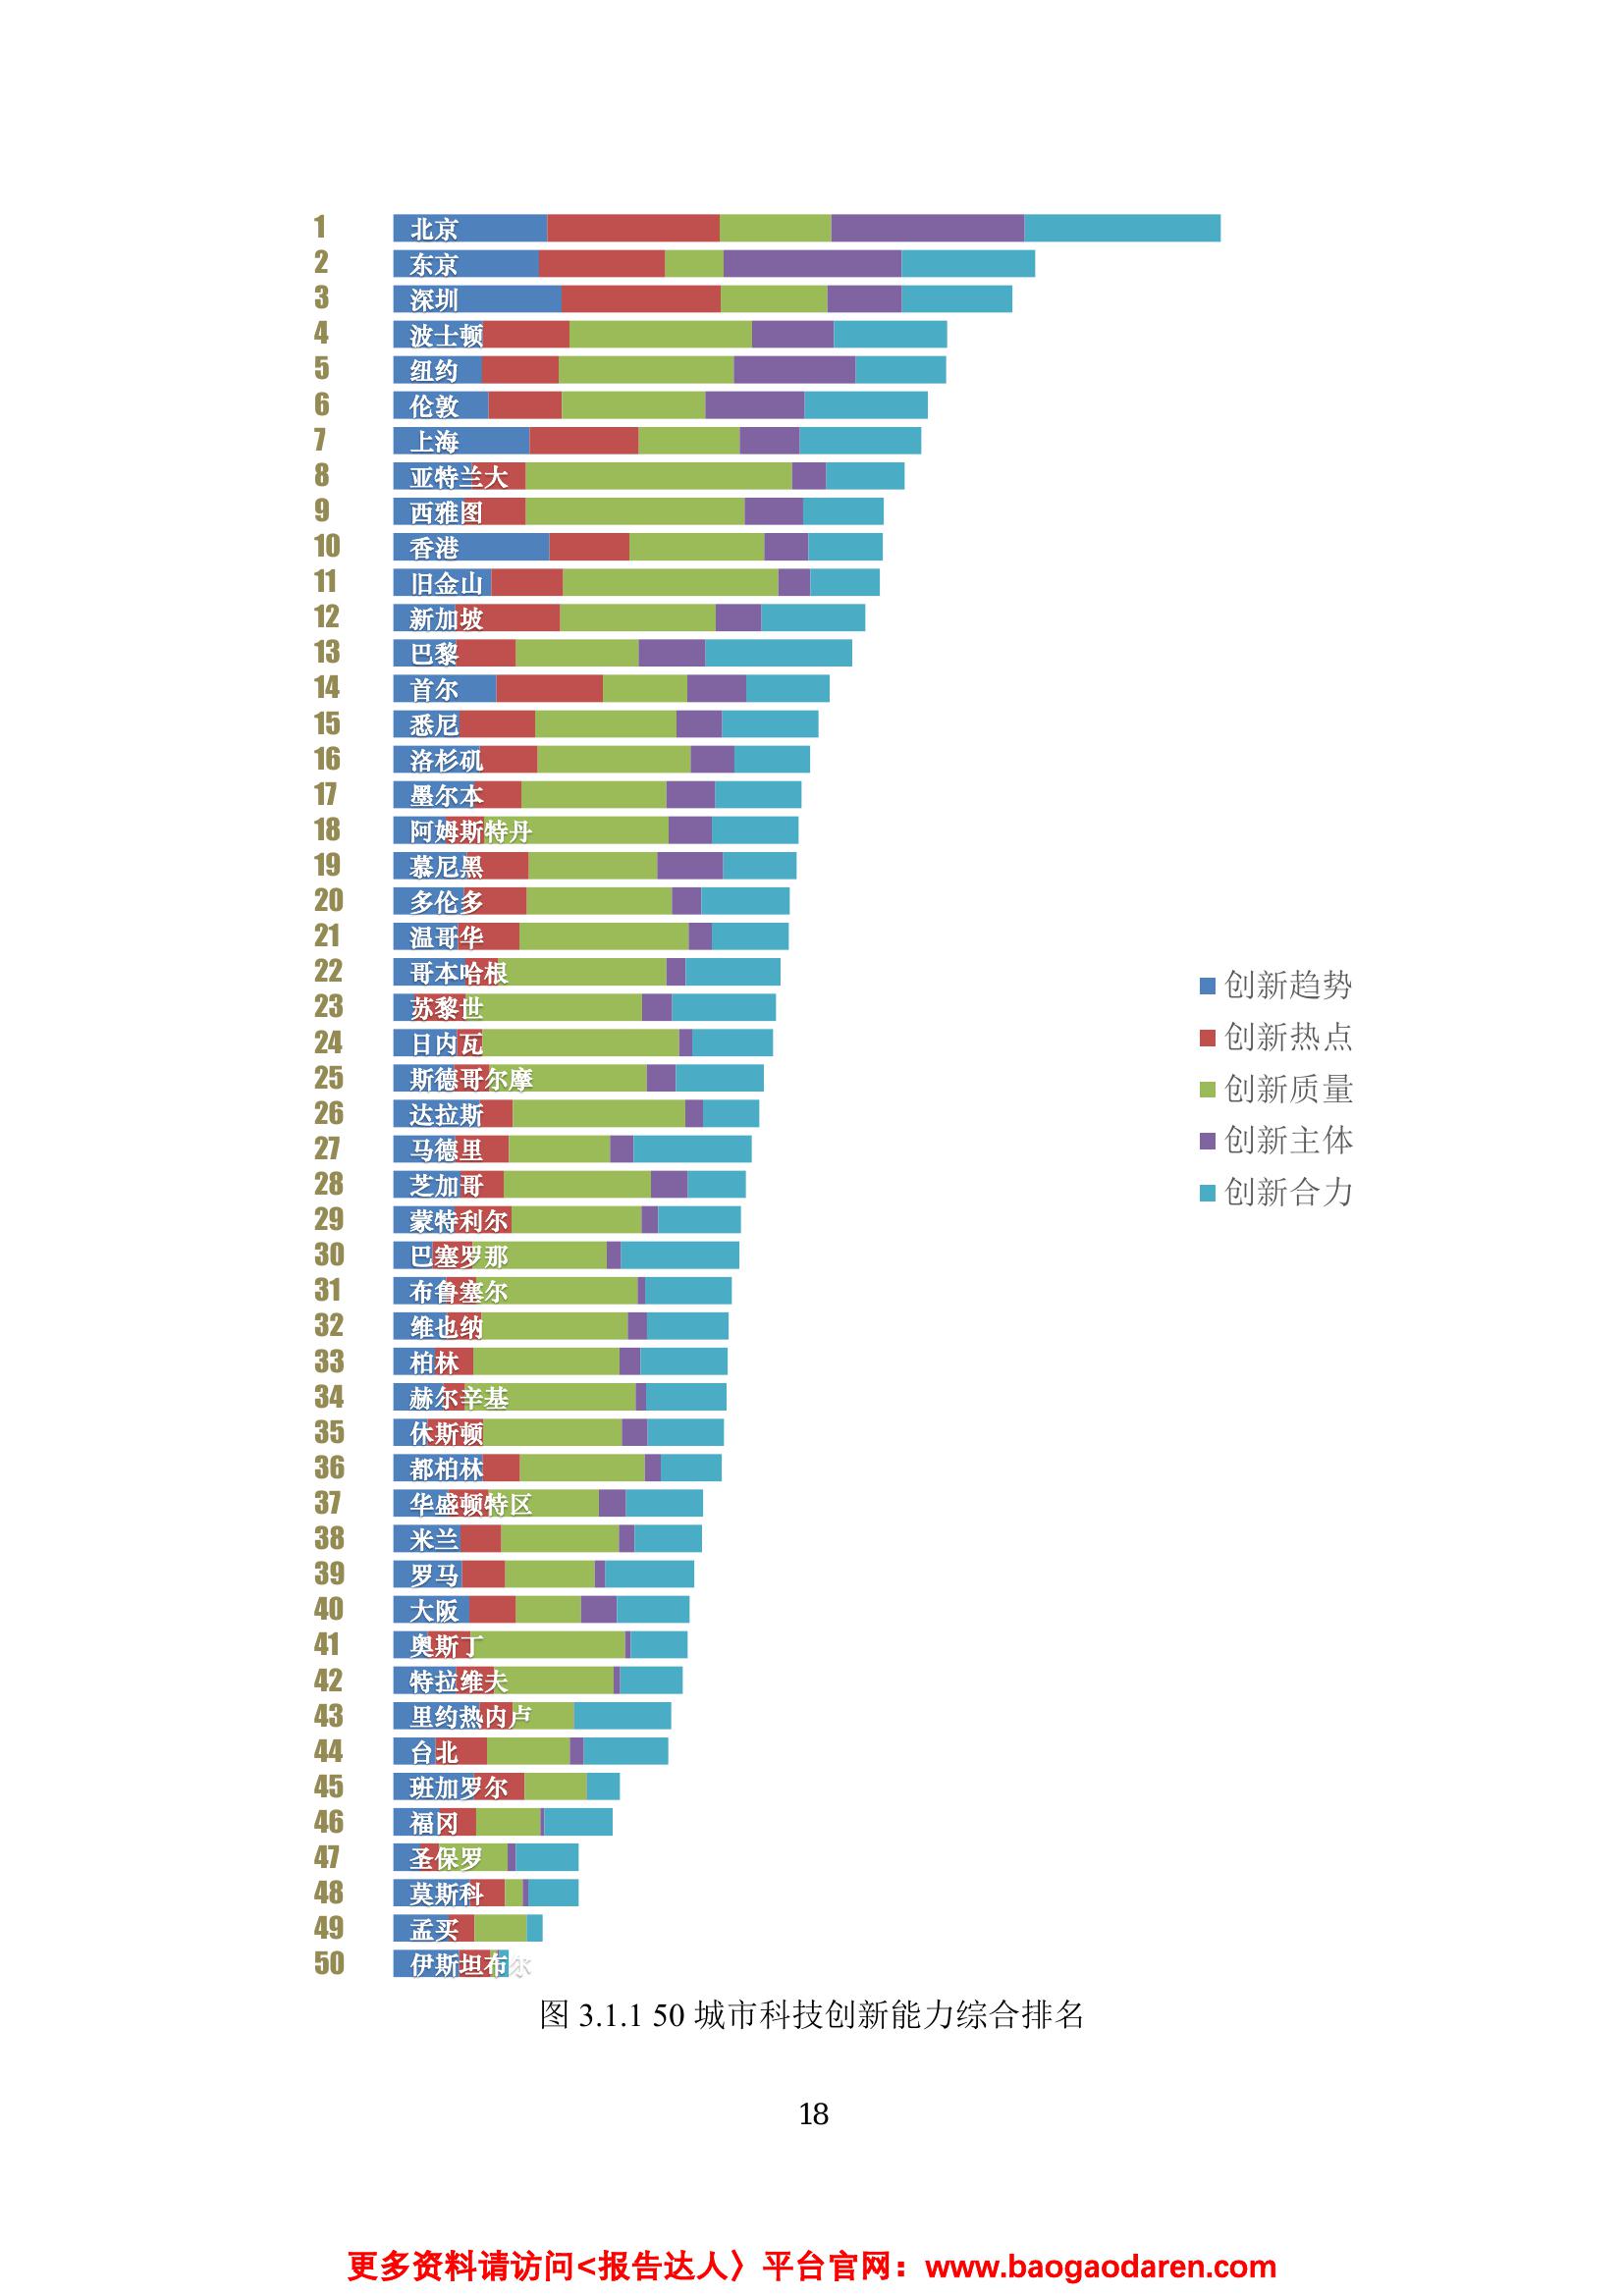 1 北京
2 东京
3 深圳
4 波士顿
5 纽约
6 伦敦
7 上海
8 亚特兰大
9 西雅图
10 香港
11 旧金山
12 新加坡
13 巴黎
14 首尔
15 悉尼
16 洛杉矶
17 墨尔本
18 阿姆斯特丹
19 慕尼黑
20 多伦多
21 温哥华
22 哥本哈根
23 苏黎世
24 日内瓦
25 斯德哥尔摩
26 达拉斯
27 马德里
28 芝加哥
29 蒙特利尔
30 巴塞罗那
31 布鲁塞尔
32 维也纳
33 柏林
34 赫尔辛基
35 休斯顿
36 都柏林
37 华盛顿特区
38 米兰
39 罗马
40 大阪
41 奥斯丁
42 特拉维夫
43 里约热内卢
44 台北
45 班加罗尔
46 福冈
47 圣保罗
48 莫斯科
49 孟买
50 伊斯坦布尔
创新趋势
创新热点
创新质量
创新主体
创新合力
图 3.1.1 50 城市科技创新能力综合排名
18
更多资料请访问<报告达人〉平台官网：www.baogaodaren.com